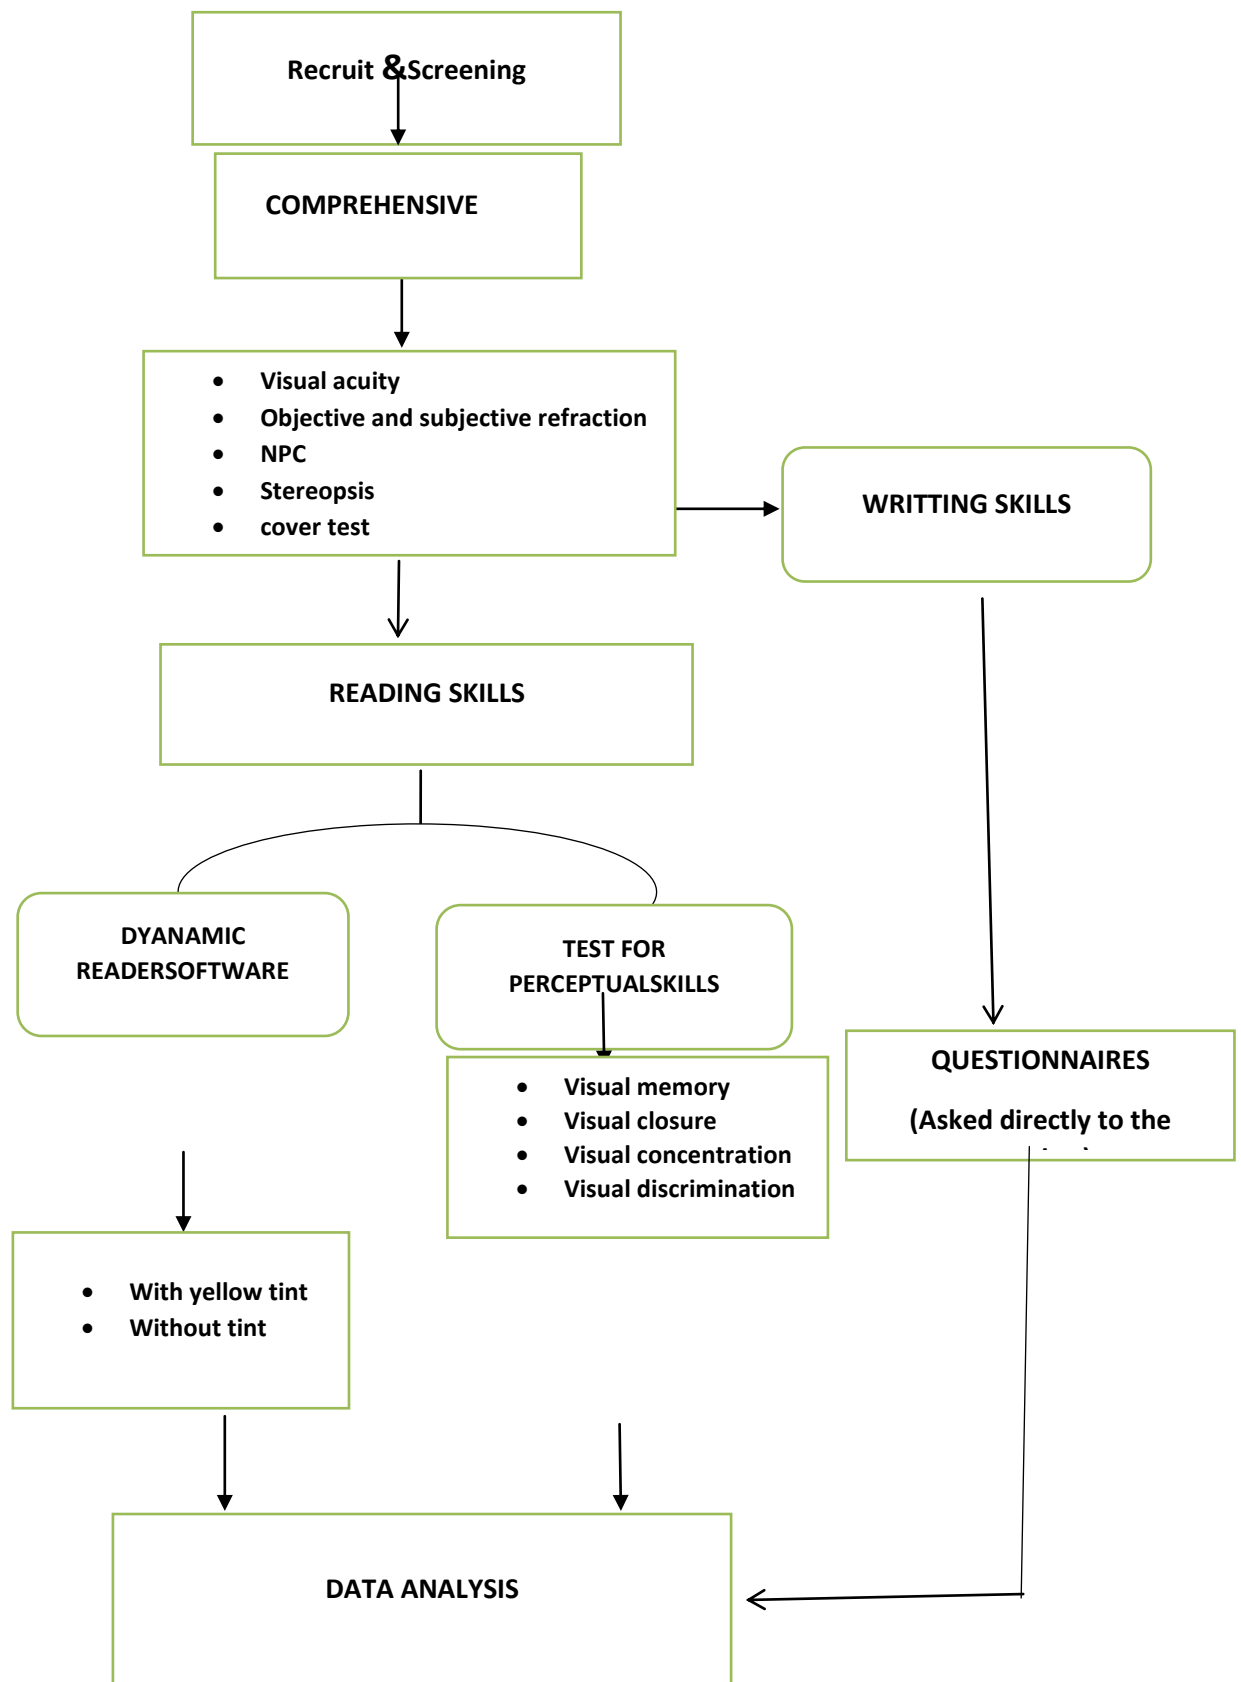 Recruit &Screening
COMPREHENSIVE
• Visual acuity
• Objective and subjective refraction
• NPC
• Stereopsis
• cover test
WRITTING SKILLS
READING SKILLS
DYANAMIC
READERSOFTWARE
TEST FOR
PERCEPTUALSKILLS
• Visual memory
• Visual closure
• Visual concentration
• Visual discrimination
QUESTIONNAIRES
(Asked directly to the
• With yellow tint
• Without tint
DATA ANALYSIS